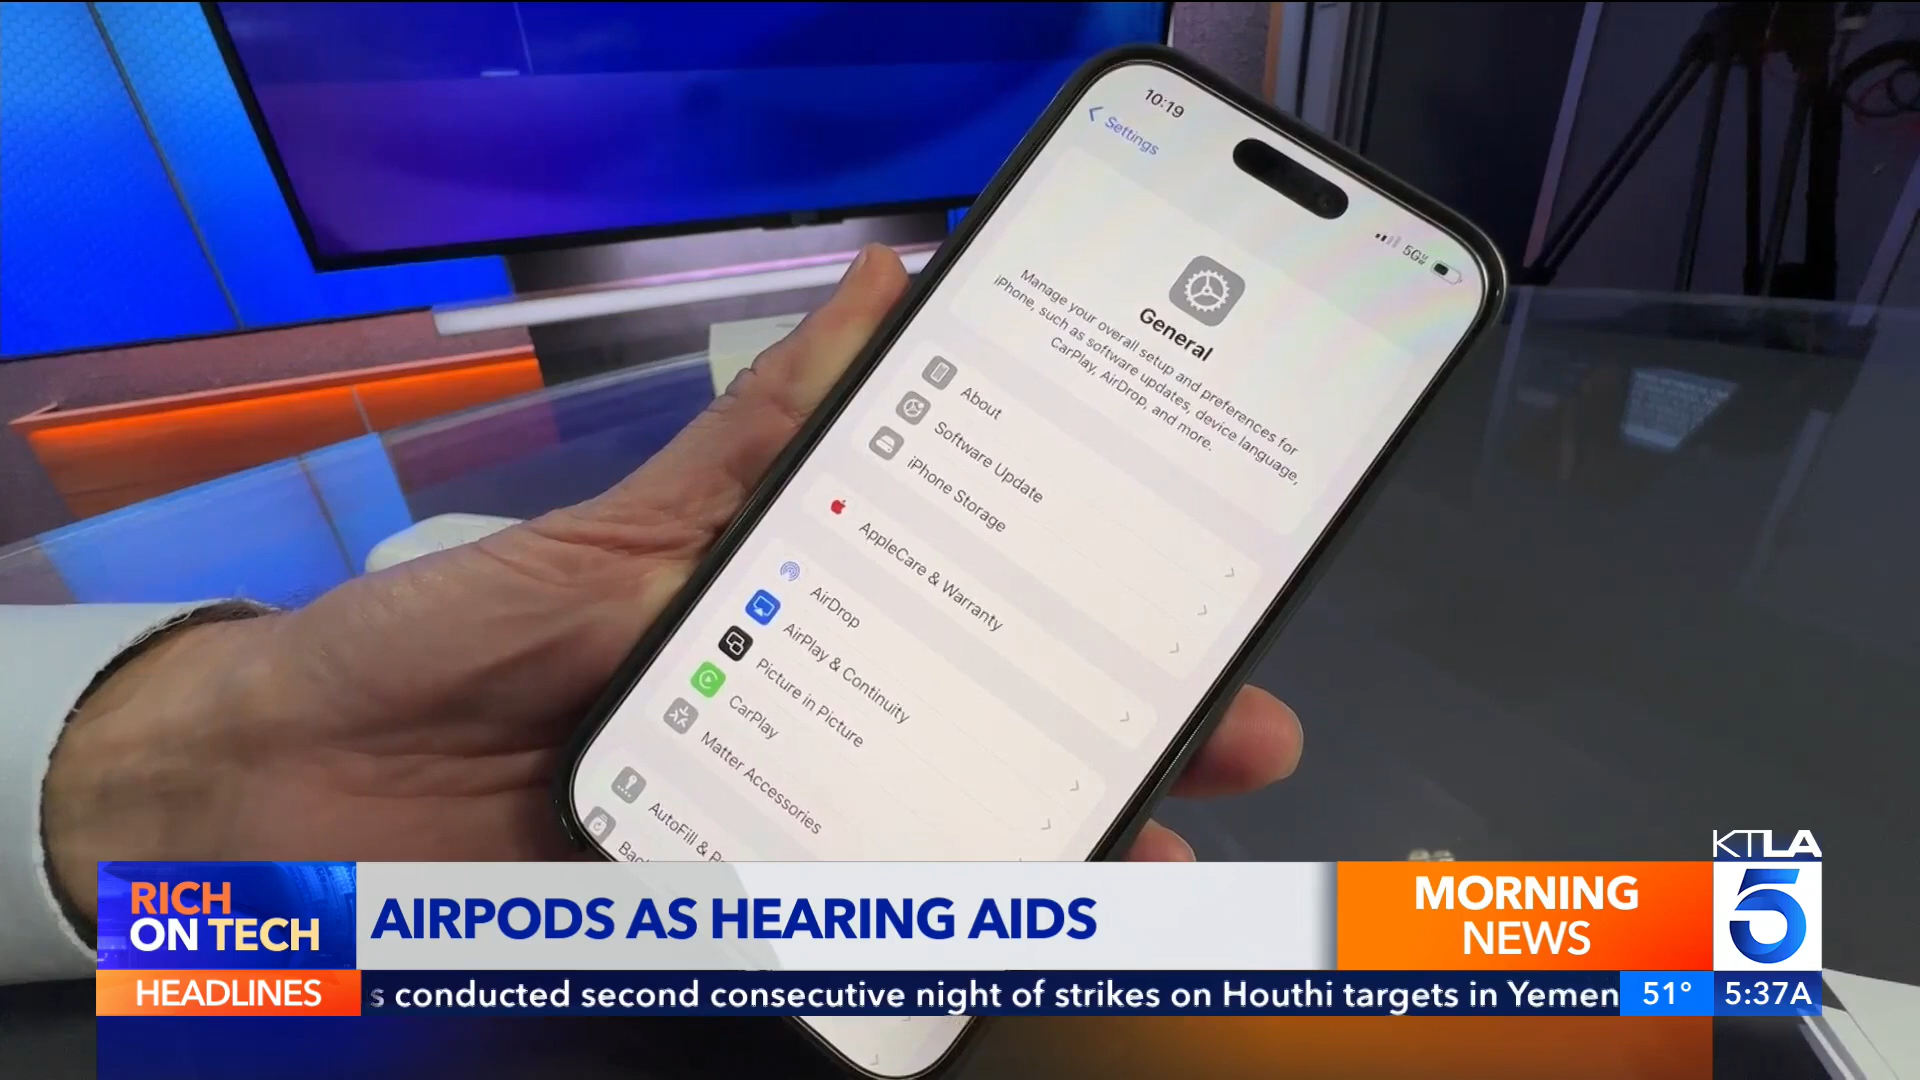 10:19
Settings
5G
General
Manage your overall setup and preferences for
iPhone, such as software updates, device language,
CarPlay, AirDrop, and more.
About
Software Update
iPhone Storage
AppleCare & Warranty
AirDrop
AirPlay & Continuity
Picture in Picture
CarPlay
Matter Accessories
AutoFill &
RICH
ON TECH
AIRPODS AS HEARING AIDS
MORNING
NEWS
KTLA
5
HEADLINES
s conducted second consecutive night of strikes on Houthi targets in Yemen
51°
5:37A